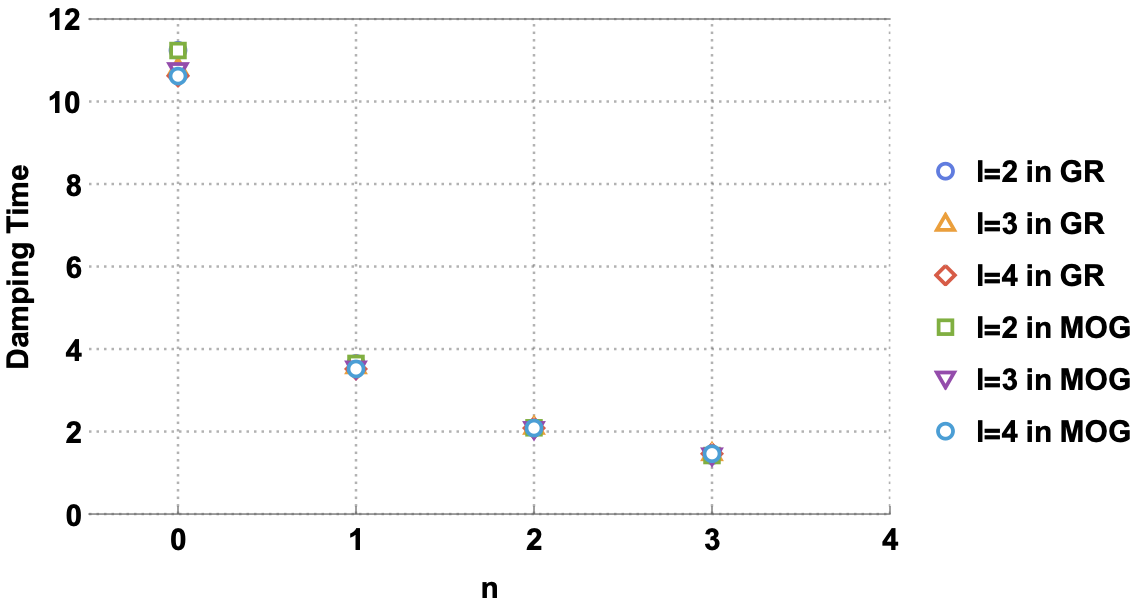 12
10
8
6
4
2
0
Damping Time
0 1 2 3 4
n
l=2 in GR
l=3 in GR
l=4 in GR
l=2 in MOG
l=3 in MOG
l=4 in MOG